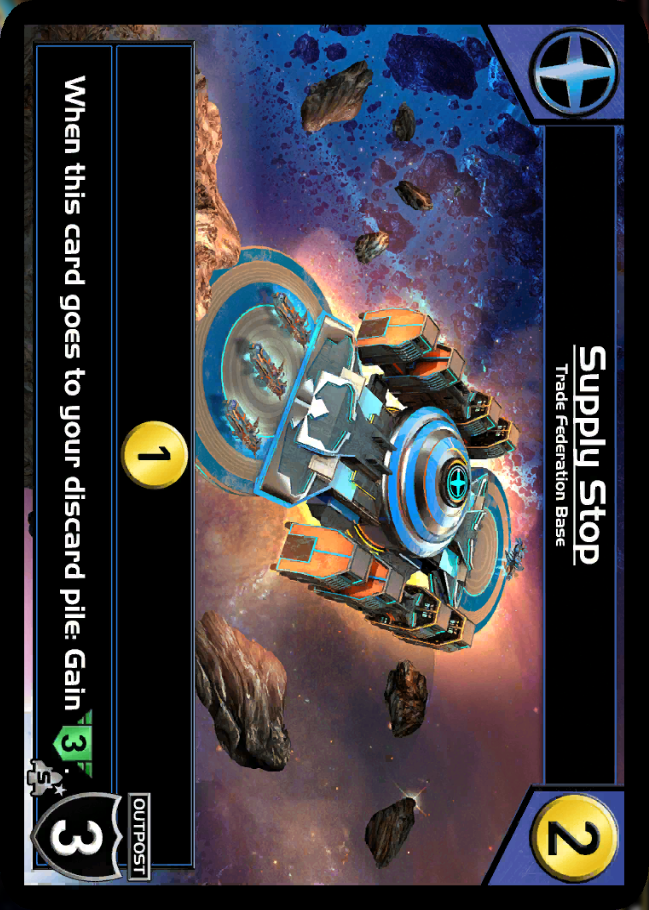 Supply Stop
Trade Federation Base
2
1
When this card goes to your discard pile: Gain 3 .
OUTPOST
3
S